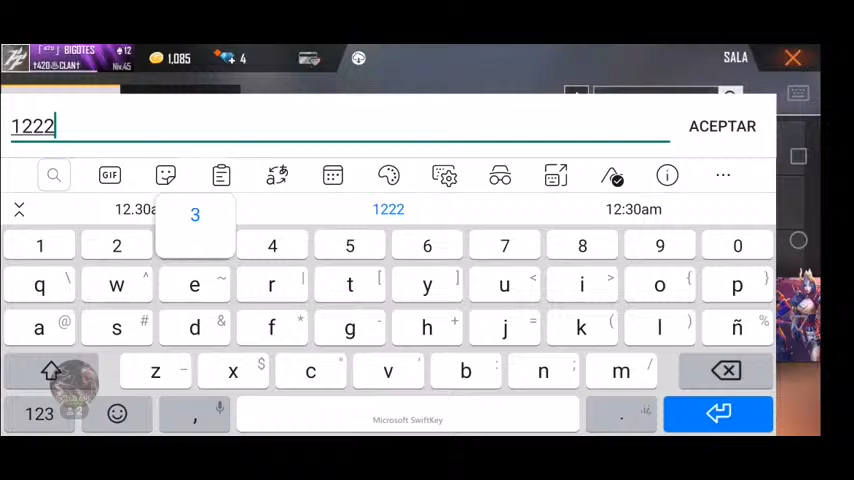 「⁴²⁰」BIGOTES
♠12
†420♨CLAN†
Niv.45
1,085
4
SALA
1222
ACEPTAR
GIF
12.30a
3
1222
12:30am
1 2 4 5 6 7 8 9 0
q \ w ^ e ~ r | t [ y ] u < i > o { p }
a @ s # d & f * g - h + j = k ( l ) ñ %
z _ x $ c " v ' b : n ; m /
123 , Microsoft SwiftKey .